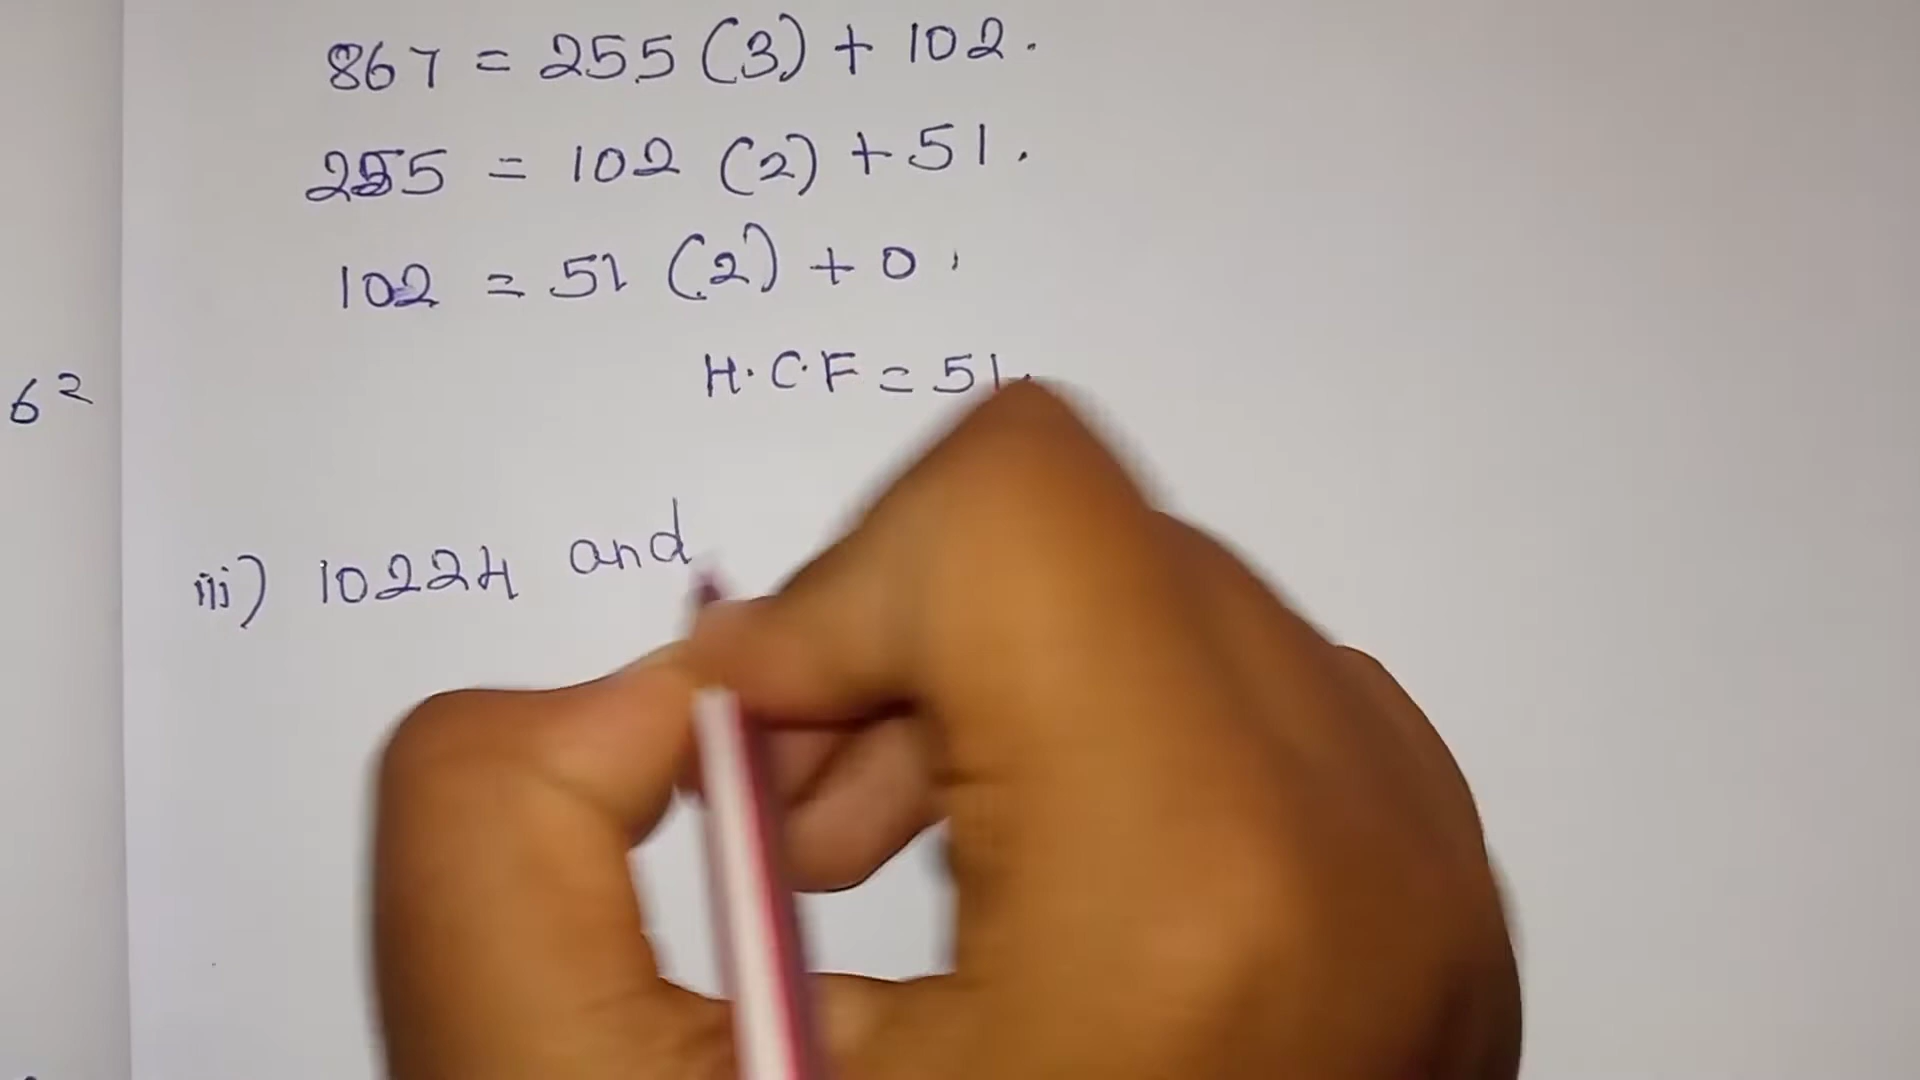 867 = 255 (3) + 102.
255 = 102 (2) + 51.
102 = 51 (2) + 0.
H.C.F = 51.
6²
iii) 10224 and